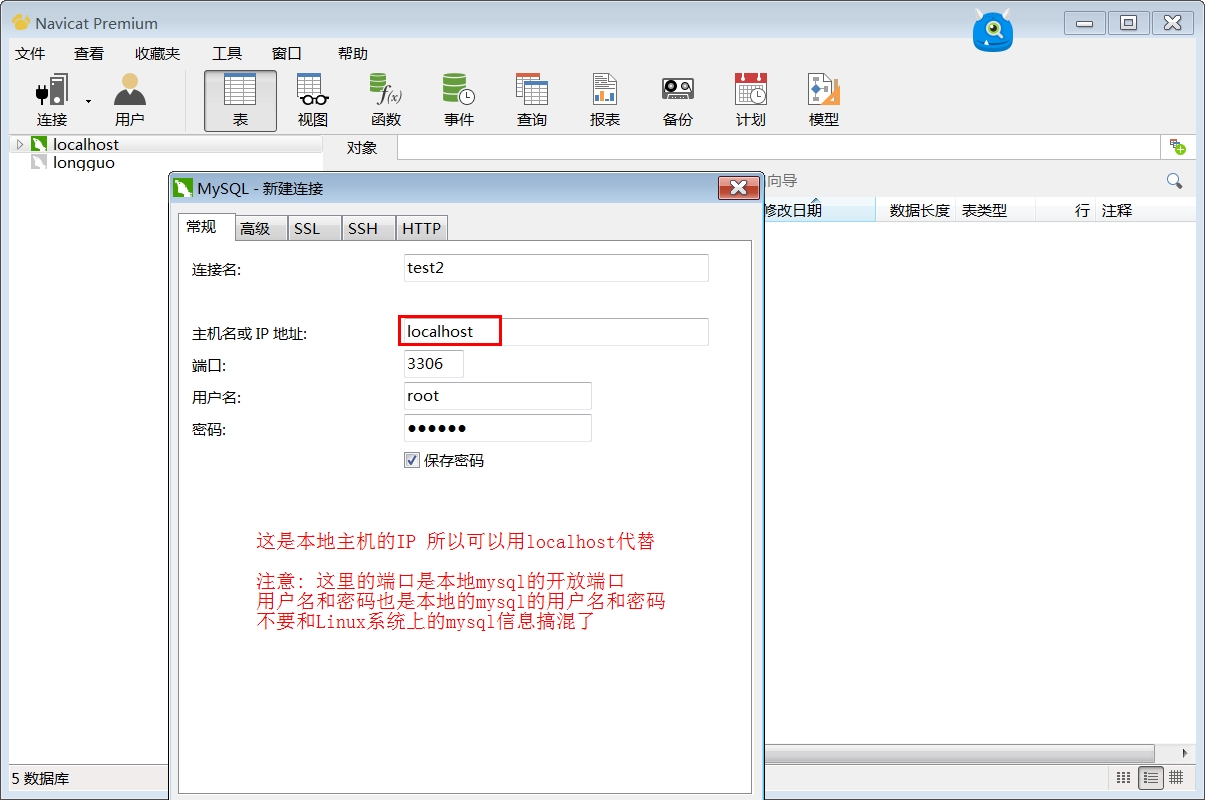 Navicat Premium
文件 查看 收藏夹 工具 窗口 帮助
连接 用户 表 视图 函数 事件 查询 报表 备份 计划 模型
localhost
longguo
对象
向导
修改日期 数据长度 表类型 行 注释
MySQL - 新建连接
常规 高级 SSL SSH HTTP
连接名: test2
主机名或 IP 地址: localhost
端口: 3306
用户名: root
密码: ●●●●●●
保存密码
这是本地主机的IP 所以可以用localhost代替
注意: 这里的端口是本地mysql的开放端口
用户名和密码也是本地的mysql的用户名和密码
不要和Linux系统上的mysql信息搞混了
5 数据库